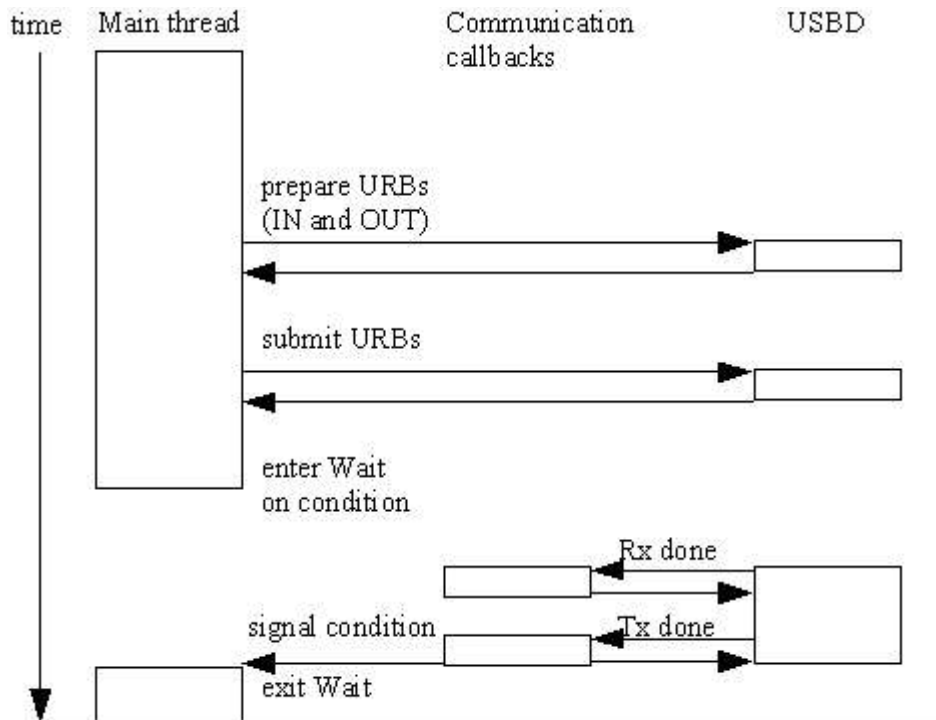 time
Main thread
Communication
callbacks
USBD
prepare URBs
(IN and OUT)
submit URBs
enter Wait
on condition
Rx done
signal condition
Tx done
exit Wait